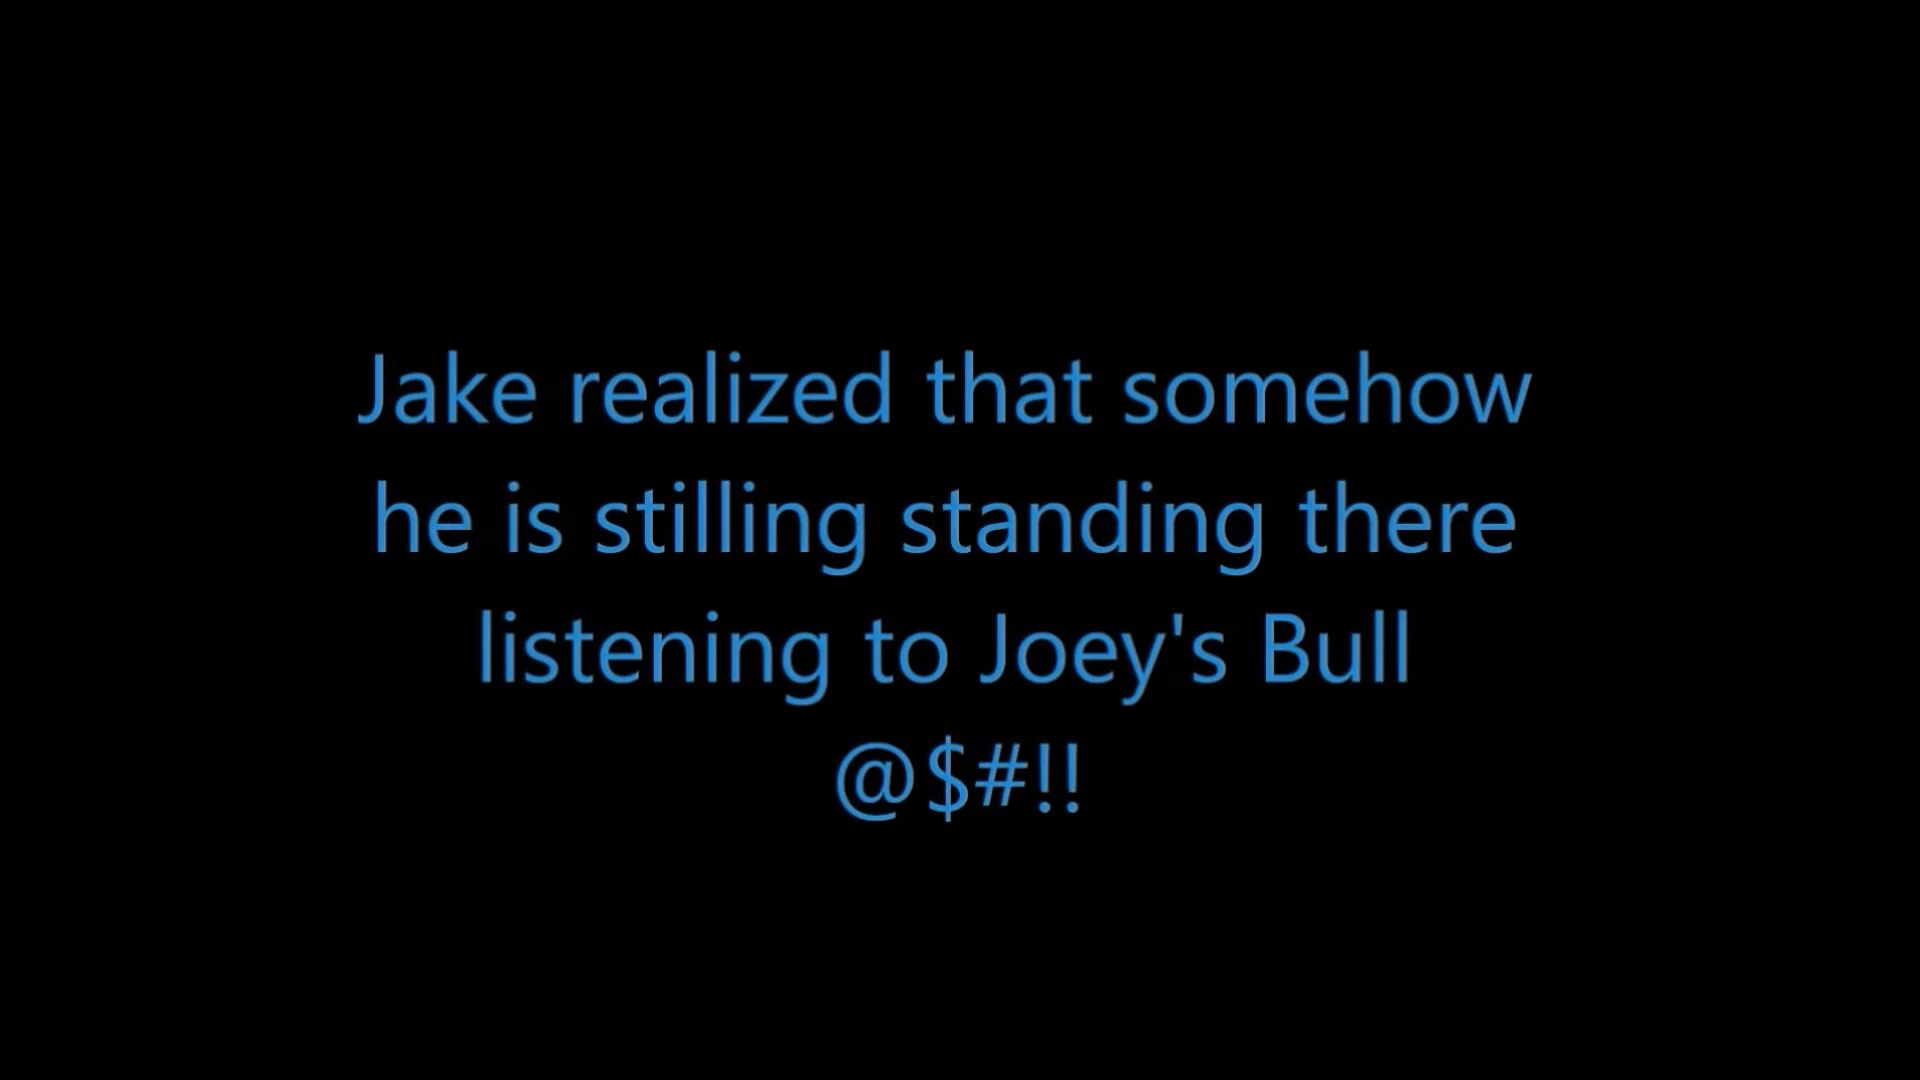 Jake realized that somehow
he is stilling standing there
listening to Joey's Bull
@$#!!